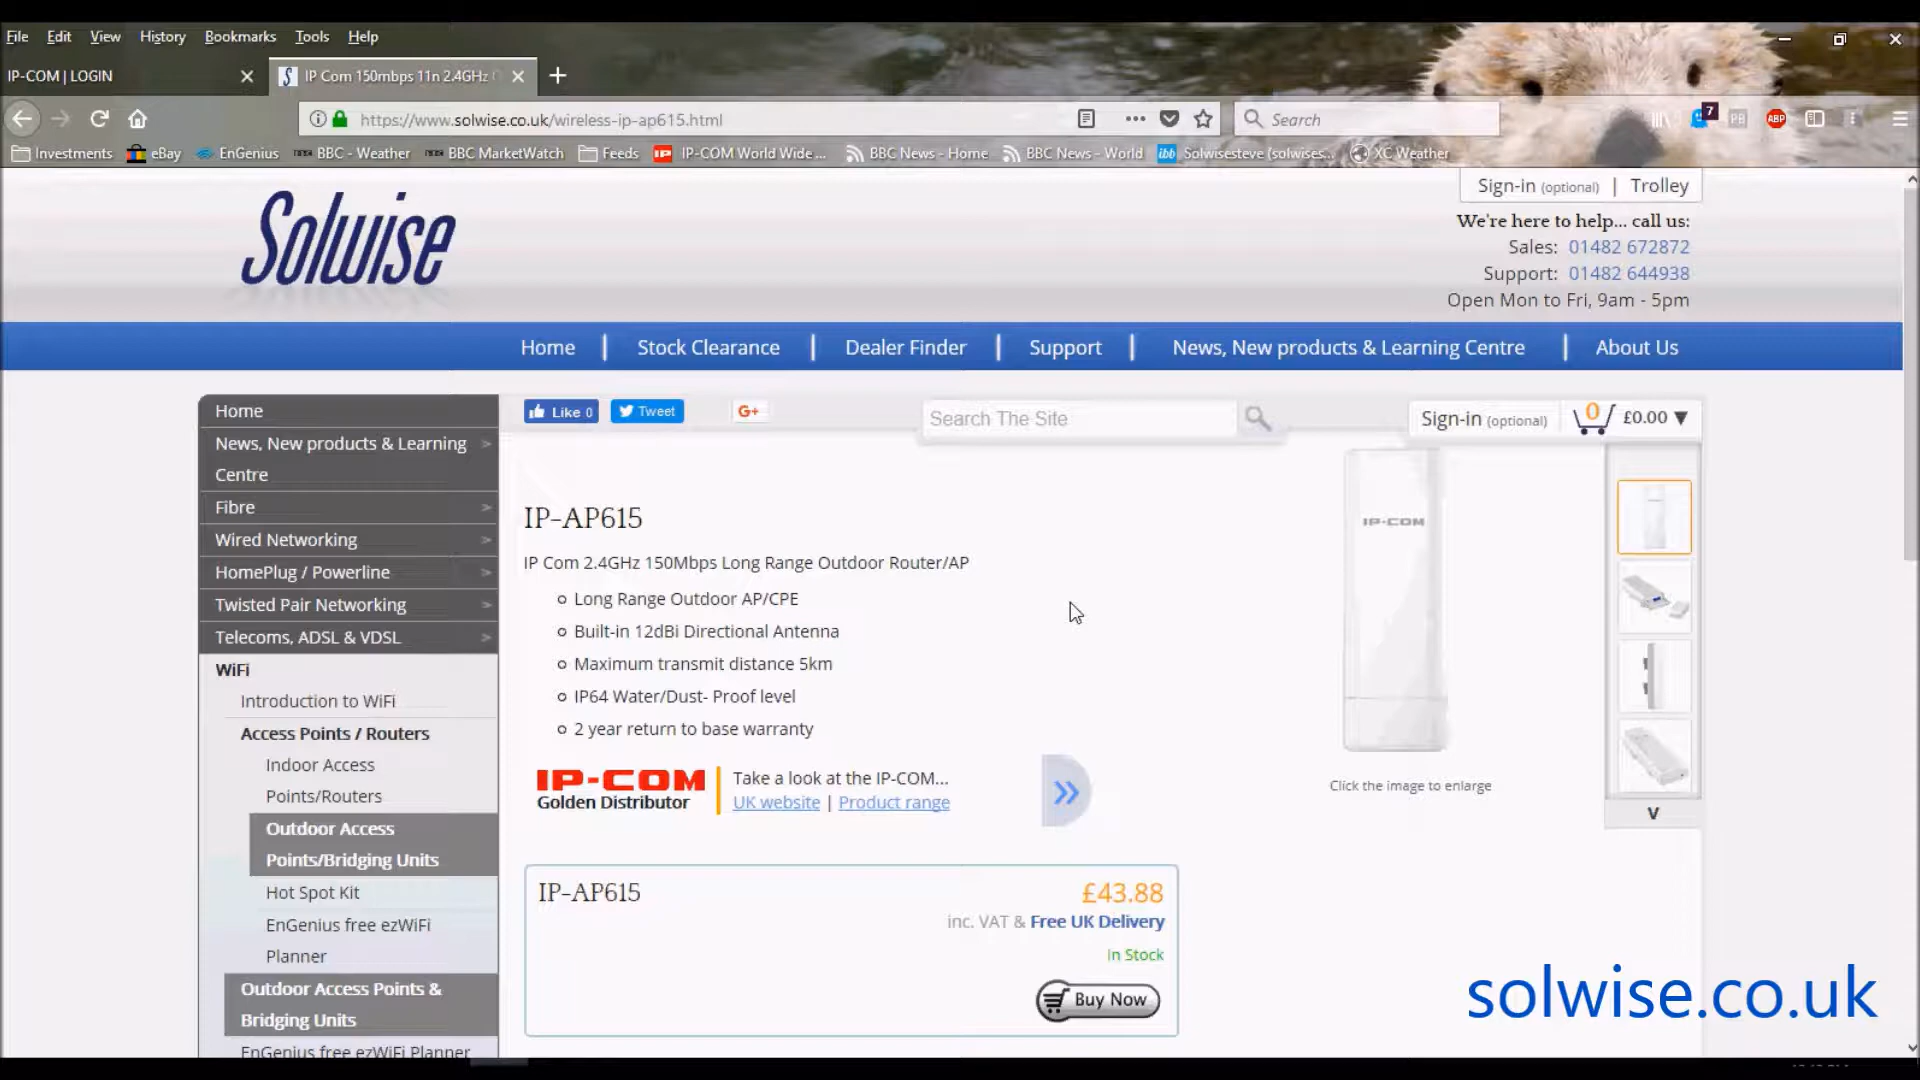 File Edit View History Bookmarks Tools Help
IP-COM | LOGIN
IP Com 150mbps 11n 2.4GHz
https://www.solwise.co.uk/wireless-ip-ap615.html
Search
7
ABP
Investments eBay EnGenius BBC - Weather BBC MarketWatch Feeds IP-COM World Wide ... BBC News - Home BBC News - World Solwisesteve (solwises... XC Weather
Solwise
Sign-in (optional) | Trolley
We're here to help... call us:
Sales: 01482 672872
Support: 01482 644938
Open Mon to Fri, 9am - 5pm
Home | Stock Clearance | Dealer Finder | Support | News, New products & Learning Centre | About Us
Home
News, New products & Learning
Centre
Fibre
Wired Networking
HomePlug / Powerline
Twisted Pair Networking
Telecoms, ADSL & VDSL
WiFi
Introduction to WiFi
Access Points / Routers
Indoor Access
Points/Routers
Outdoor Access
Points/Bridging Units
Hot Spot Kit
EnGenius free ezWiFi
Planner
Outdoor Access Points &
Bridging Units
EnGenius free ezWiFi Planner
Like 0 Tweet G+
Search The Site
Sign-in (optional) 0 £0.00 ▼
IP-AP615
IP Com 2.4GHz 150Mbps Long Range Outdoor Router/AP
Long Range Outdoor AP/CPE
Built-in 12dBi Directional Antenna
Maximum transmit distance 5km
IP64 Water/Dust- Proof level
2 year return to base warranty
IP-COM
Golden Distributor
Take a look at the IP-COM...
UK website | Product range
IP-COM
Click the image to enlarge
V
IP-AP615
£43.88
inc. VAT & Free UK Delivery
In Stock
Buy Now
solwise.co.uk